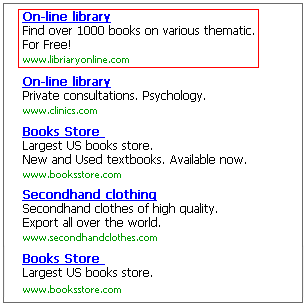 On-line library
Find over 1000 books on various thematic.
For Free!
www.libriaryonline.com
On-line library
Private consultations. Psychology.
www.clinics.com
Books Store
Largest US books store.
New and Used textbooks. Available now.
www.booksstore.com
Secondhand clothing
Secondhand clothes of high quality.
Export all over the world.
www.secondhandclothes.com
Books Store
Largest US books store.
www.booksstore.com